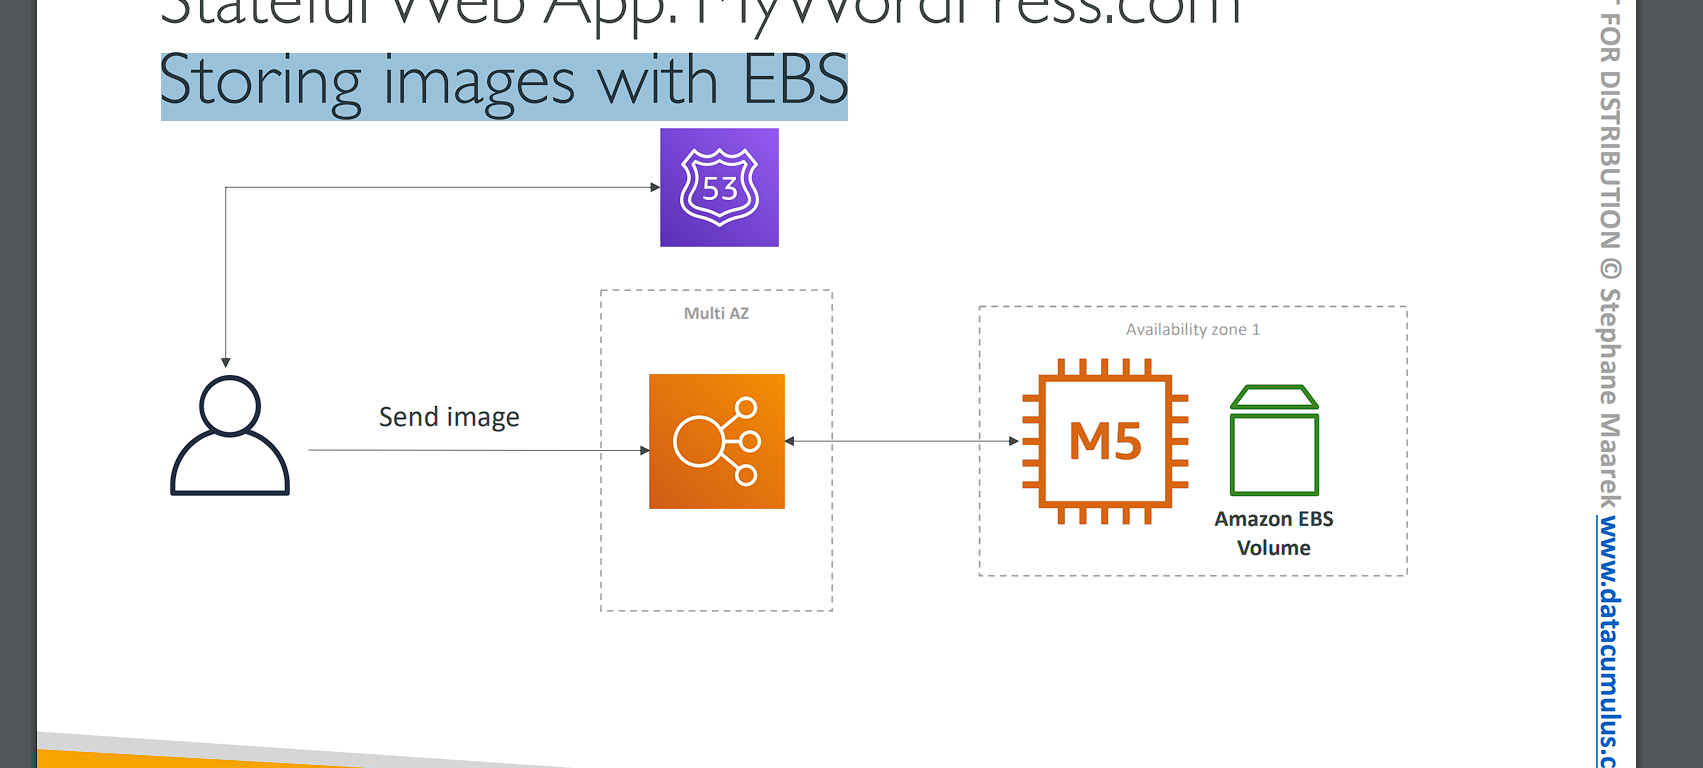 Stateful Web App: MyWordPress.com
Storing images with EBS
53
Multi AZ
Availability zone 1
Send image
M5
Amazon EBS
Volume
FOR DISTRIBUTION © Stephane Maarek www.datacumulus.c